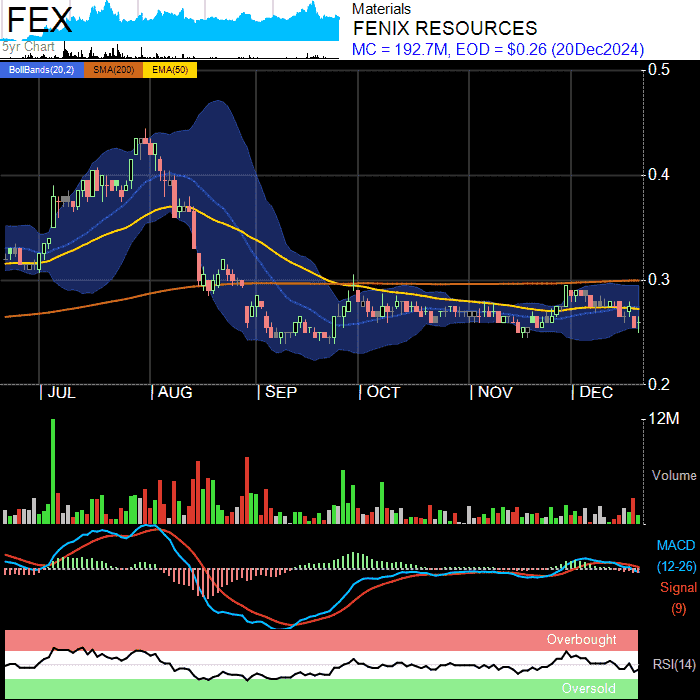 FEX
5yr Chart
Materials
FENIX RESOURCES
MC = 192.7M, EOD = $0.26 (20Dec2024)
BollBands(20,2) SMA(200) EMA(50)
0.5
0.4
0.3
0.2
JUL AUG SEP OCT NOV DEC
12M
Volume
MACD
(12-26)
Signal
(9)
Overbought
RSI(14)
Oversold